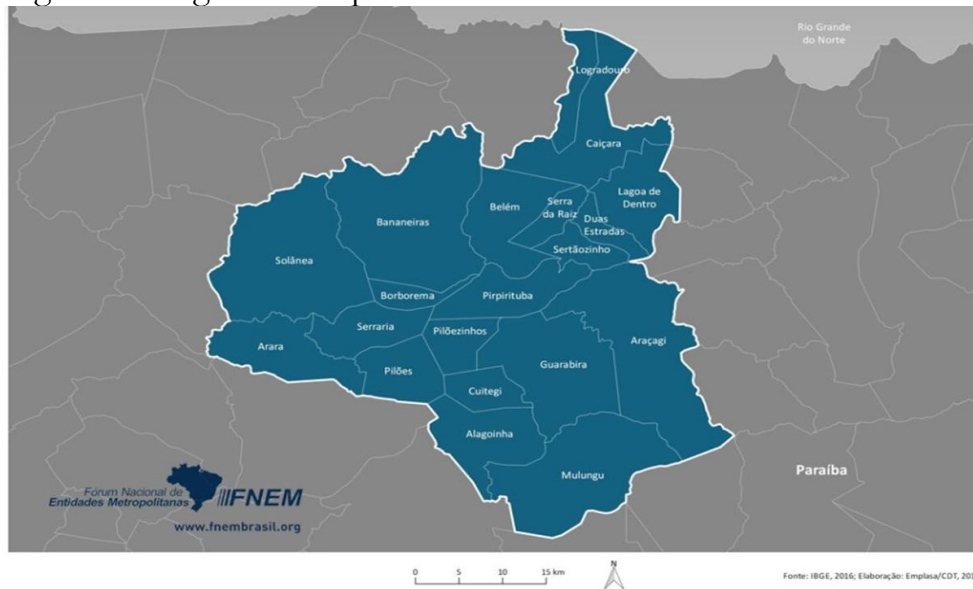 Rio Grande
do Norte
Logradouro
Caiçara
Lagoa de
Dentro
Belém
Serra
da Raiz
Duas
Estradas
Bananeiras
Sertãozinho
Solânea
Borborema
Pirpirituba
Serraria
Pilõezinhos
Araçagi
Arara
Pilões
Guarabira
Cuitegi
Alagoinha
Mulungu
Paraíba
Fórum Nacional de
Entidades Metropolitanas
FNEM
www.fnembrasil.org
0 5 10 15 km
N
Fonte: IBGE, 2016; Elaboração: Emplasa/CDT, 201